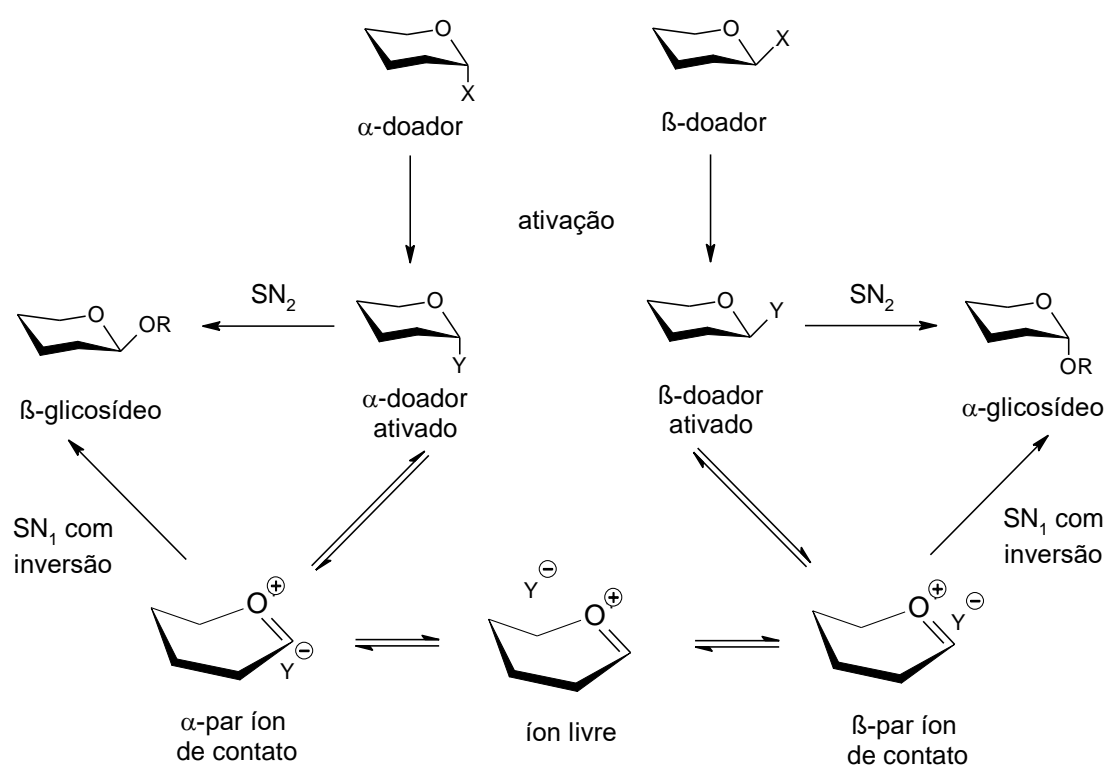 O
X
α-doador
O
X
ß-doador
ativação
O
OR
ß-glicosídeo
SN2
O
Y
α-doador
ativado
O
Y
ß-doador
ativado
SN2
O
OR
α-glicosídeo
SN1 com
inversão
SN1 com
inversão
O +
Y −
α-par íon
de contato
Y −
O +
íon livre
O +
Y −
ß-par íon
de contato